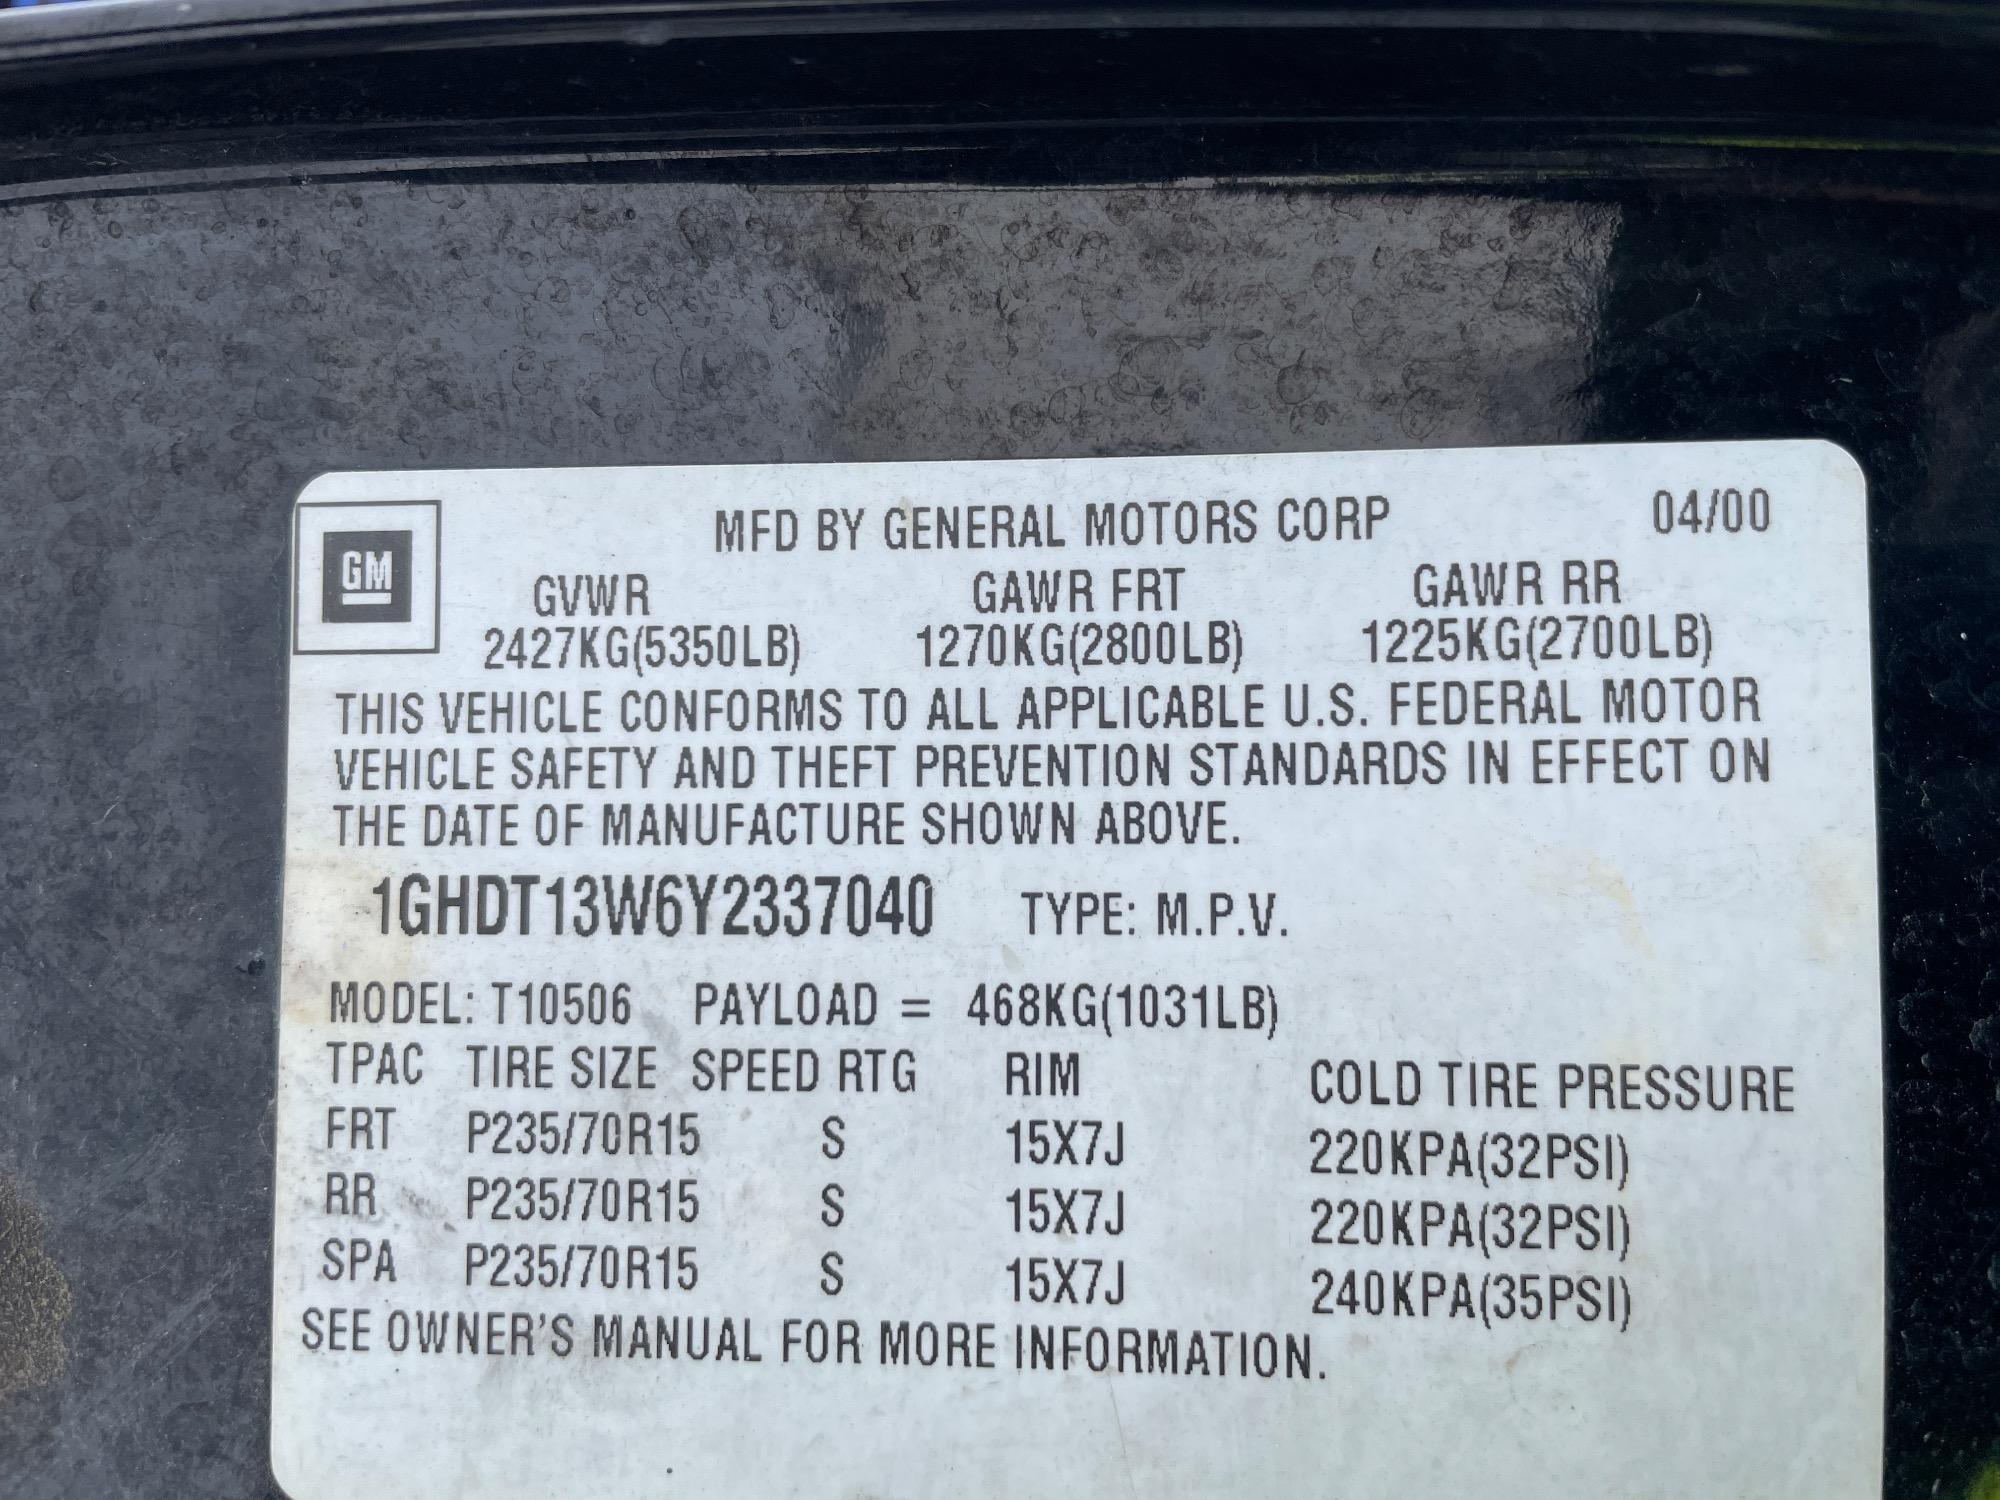 GM
MFD BY GENERAL MOTORS CORP 04/00
GVWR GAWR FRT GAWR RR
2427KG(5350LB) 1270KG(2800LB) 1225KG(2700LB)
THIS VEHICLE CONFORMS TO ALL APPLICABLE U.S. FEDERAL MOTOR
VEHICLE SAFETY AND THEFT PREVENTION STANDARDS IN EFFECT ON
THE DATE OF MANUFACTURE SHOWN ABOVE.
1GHDT13W6Y2337040 TYPE: M.P.V.
MODEL: T10506 PAYLOAD = 468KG(1031LB)
TPAC TIRE SIZE SPEED RTG RIM COLD TIRE PRESSURE
FRT P235/70R15 S 15X7J 220KPA(32PSI)
RR P235/70R15 S 15X7J 220KPA(32PSI)
SPA P235/70R15 S 15X7J 240KPA(35PSI)
SEE OWNER'S MANUAL FOR MORE INFORMATION.